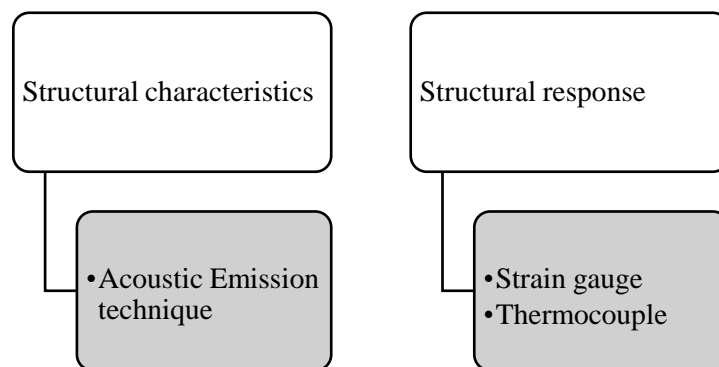 Structural characteristics
•Acoustic Emission
technique
Structural response
•Strain gauge
•Thermocouple